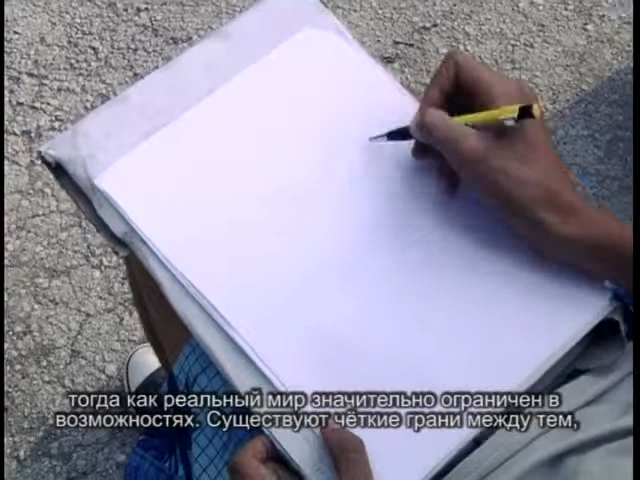 тогда как реальный мир значительно ограничен в
возможностях. Существуют чёткие грани между тем,